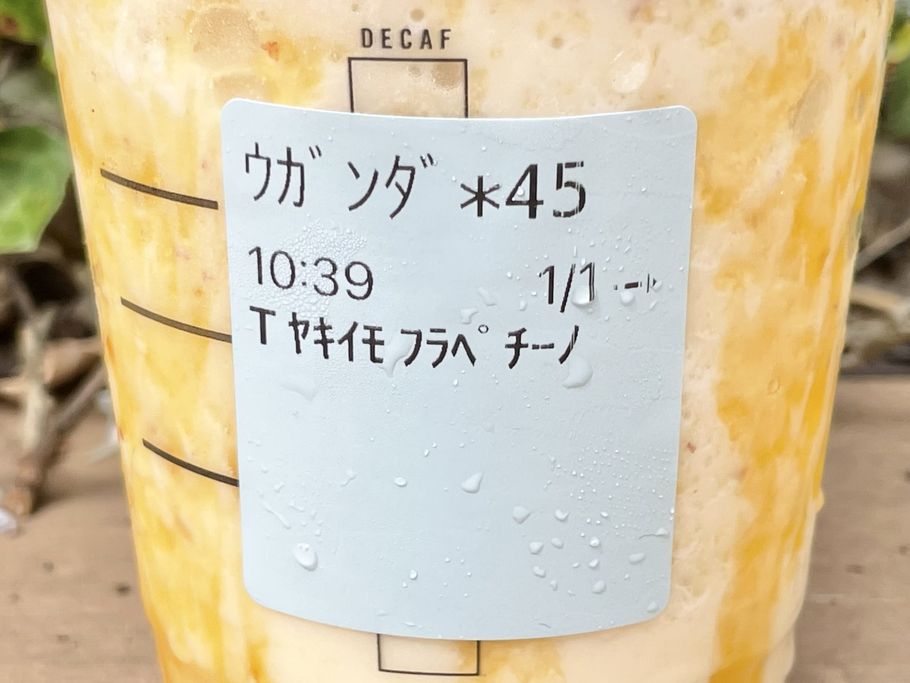 DECAF
ｳｶﾞﾝﾀﾞ *45
10:39 1/1
T ﾔｷｲﾓ ﾌﾗﾍﾟﾁｰﾉ